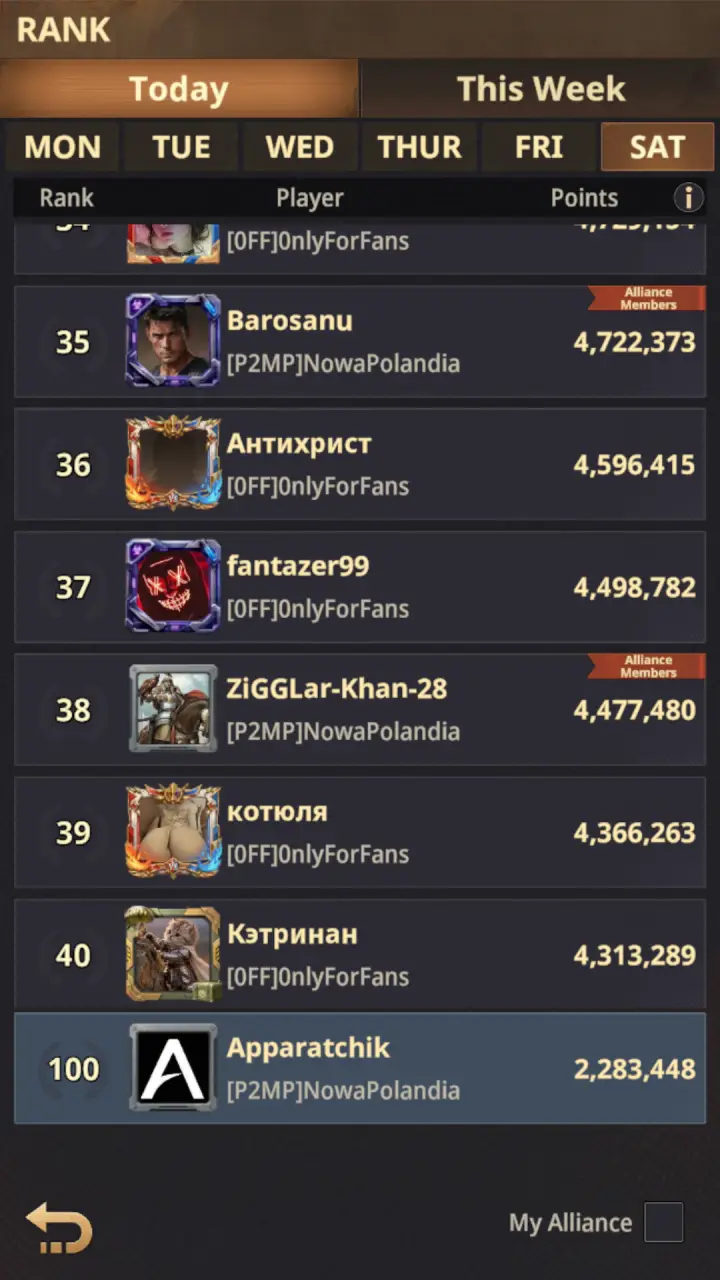 RANK
Today This Week
MON TUE WED THUR FRI SAT
Rank Player Points
[0FF]0nlyForFans
Alliance Members
35 Barosanu 4,722,373
[P2MP]NowaPolandia
36 Антихрист 4,596,415
[0FF]0nlyForFans
37 fantazer99 4,498,782
[0FF]0nlyForFans
Alliance Members
38 ZiGGLar-Khan-28 4,477,480
[P2MP]NowaPolandia
39 котюля 4,366,263
[0FF]0nlyForFans
40 Кэтринан 4,313,289
[0FF]0nlyForFans
100 Apparatchik 2,283,448
[P2MP]NowaPolandia
My Alliance